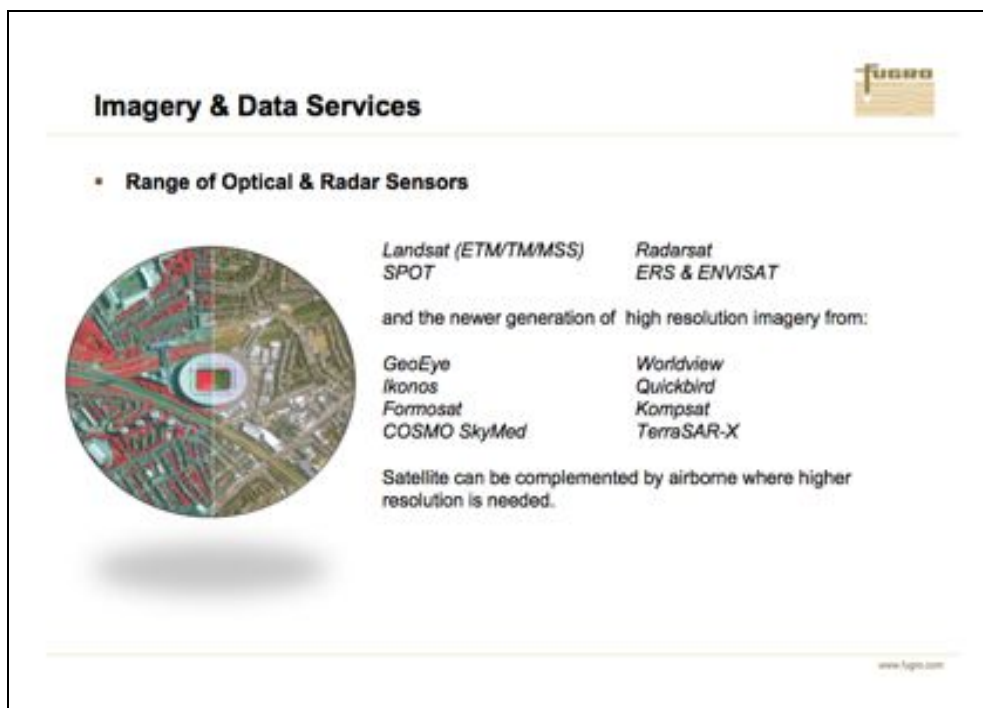 fugro
Imagery & Data Services
▪ Range of Optical & Radar Sensors
Landsat (ETM/TM/MSS) Radarsat
SPOT ERS & ENVISAT
and the newer generation of high resolution imagery from:
GeoEye Worldview
Ikonos Quickbird
Formosat Kompsat
COSMO SkyMed TerraSAR-X
Satellite can be complemented by airborne where higher
resolution is needed.
www.fugro.com